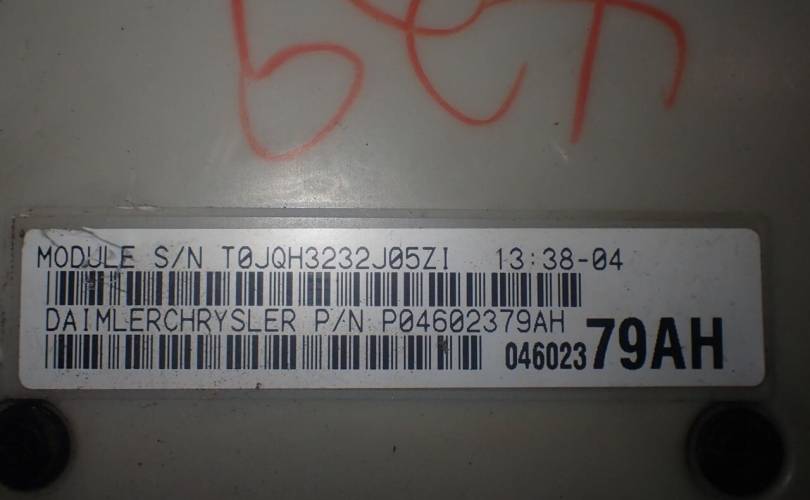 MODULE S/N T0JQH3232J05ZI 13:38-04
DAIMLERCHRYSLER P/N P04602379AH
04602379AH